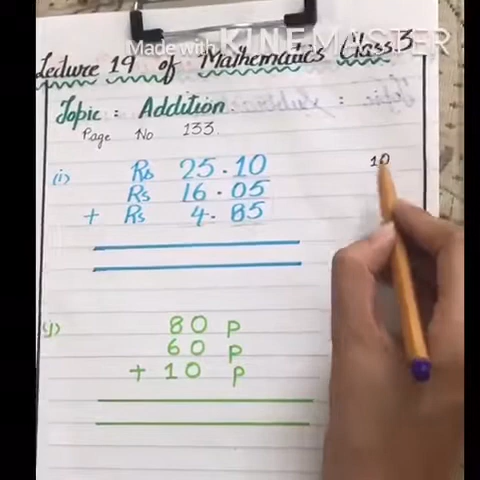 Made with KINEMASTER
Lecture 19 of Mathematics Class 3
Topic : Addition
Page No 133
(i) Rs 25.10
Rs 16.05
+ Rs 4.85
10
(j) 80 p
60 p
+ 10 p